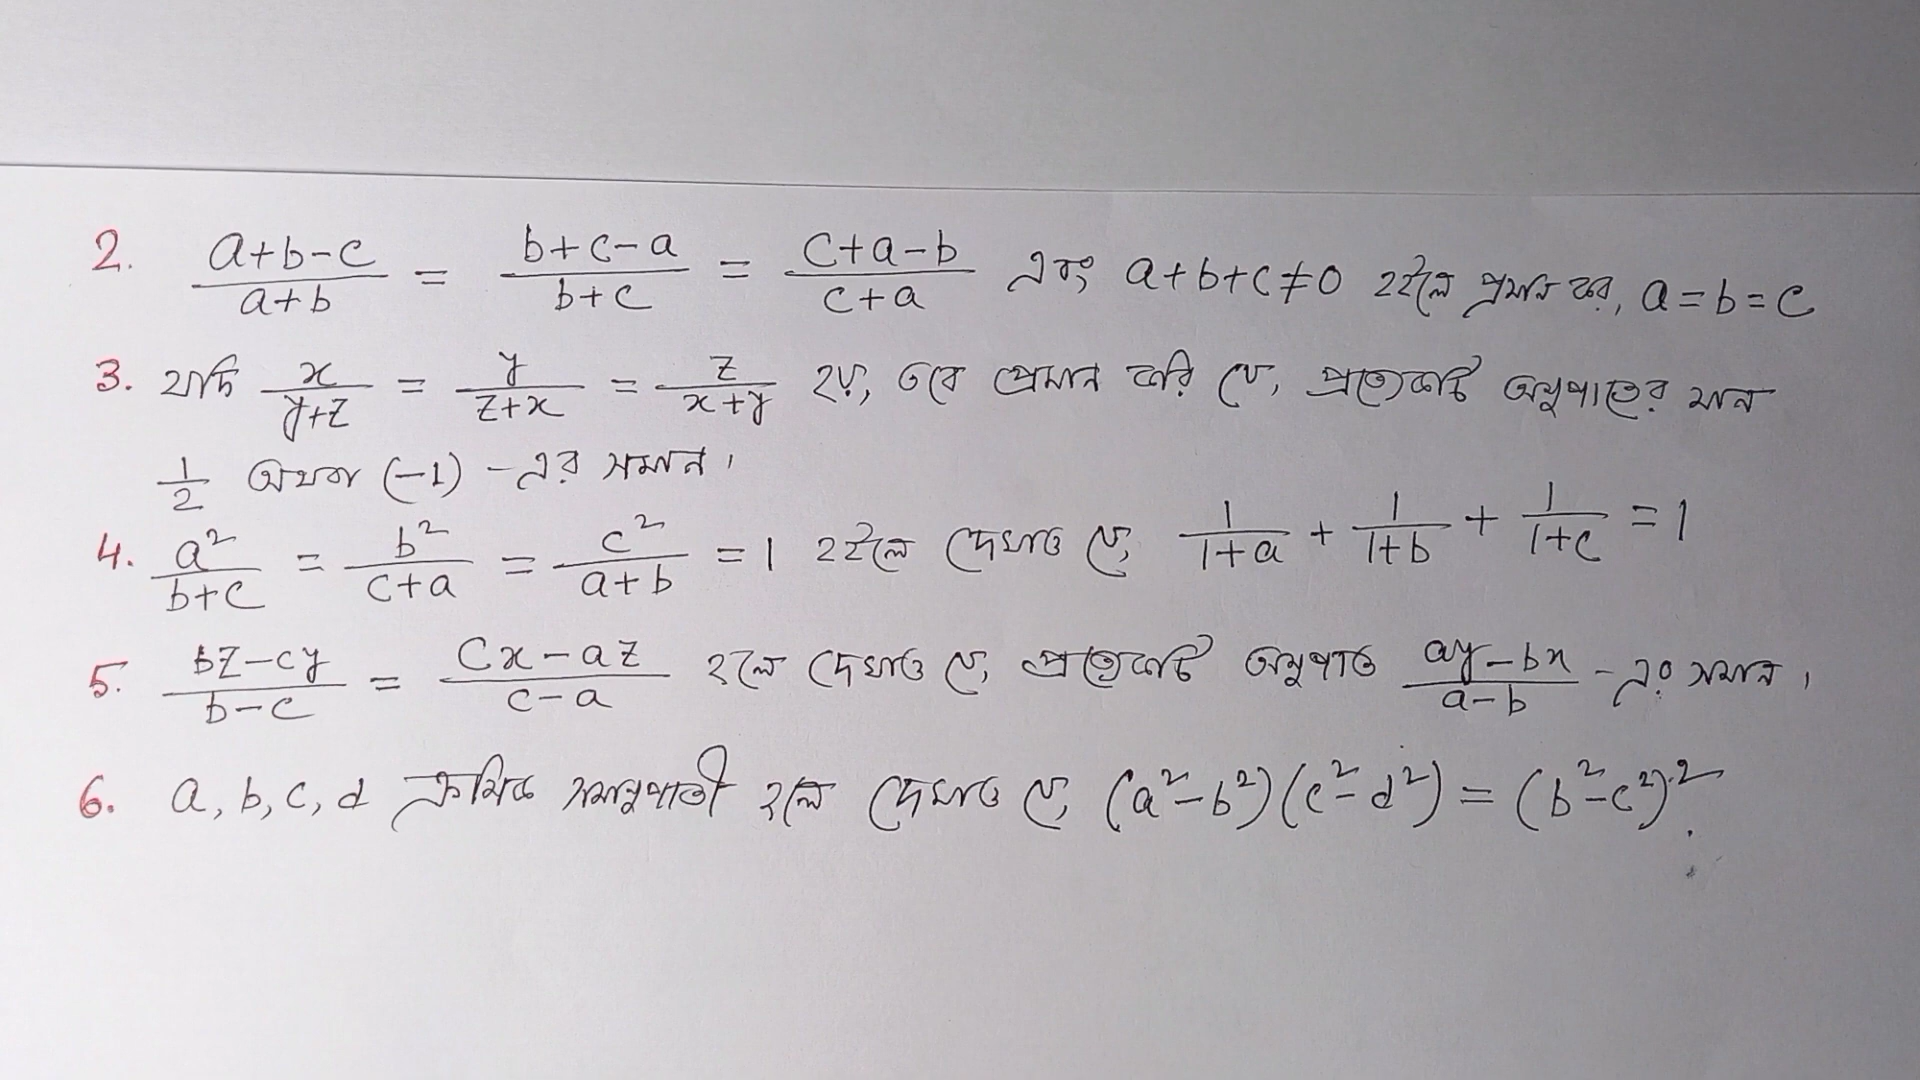 2. (a+b-c)/(a+b) = (b+c-a)/(b+c) = (c+a-b)/(c+a) এবং a+b+c≠0 হইলে প্রমান কর, a=b=c
3. যদি x/(y+z) = y/(z+x) = z/(x+y) হয়, তবে প্রমান করি যে, প্রত্যেকটি অনুপাতের মান
1/2 অথবা (-1) -এর সমান।
4. a²/(b+c) = b²/(c+a) = c²/(a+b) = 1 হইলে দেখাও যে, 1/(1+a) + 1/(1+b) + 1/(1+c) = 1
5. (bz-cy)/(b-c) = (cx-az)/(c-a) হলে দেখাও যে, প্রত্যেকটি অনুপাত (ay-bx)/(a-b) -এর সমান।
6. a, b, c, d ক্রমিক সমানুপাতী হলে দেখাও যে, (a²-b²)(c²-d²) = (b²-c²)².